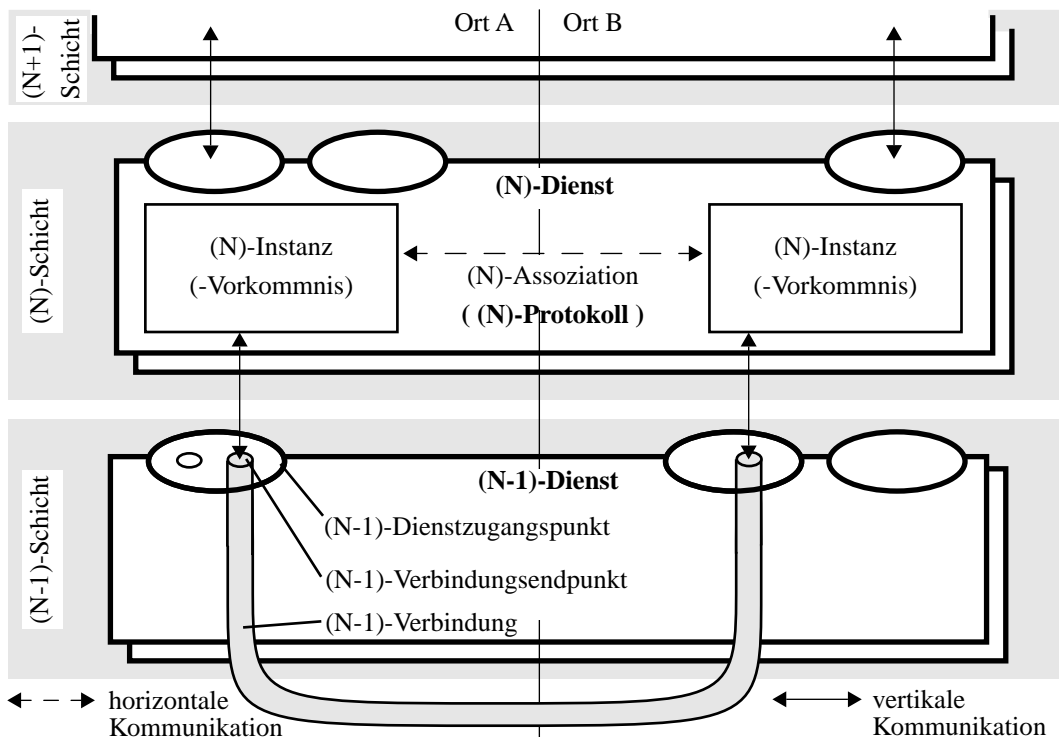 Ort A
Ort B
(N+1)-
Schicht
(N)-Schicht
(N)-Dienst
(N)-Instanz
(-Vorkommnis)
(N)-Assoziation
( (N)-Protokoll )
(N)-Instanz
(-Vorkommnis)
(N-1)-Schicht
(N-1)-Dienst
(N-1)-Dienstzugangspunkt
(N-1)-Verbindungsendpunkt
(N-1)-Verbindung
horizontale
Kommunikation
vertikale
Kommunikation